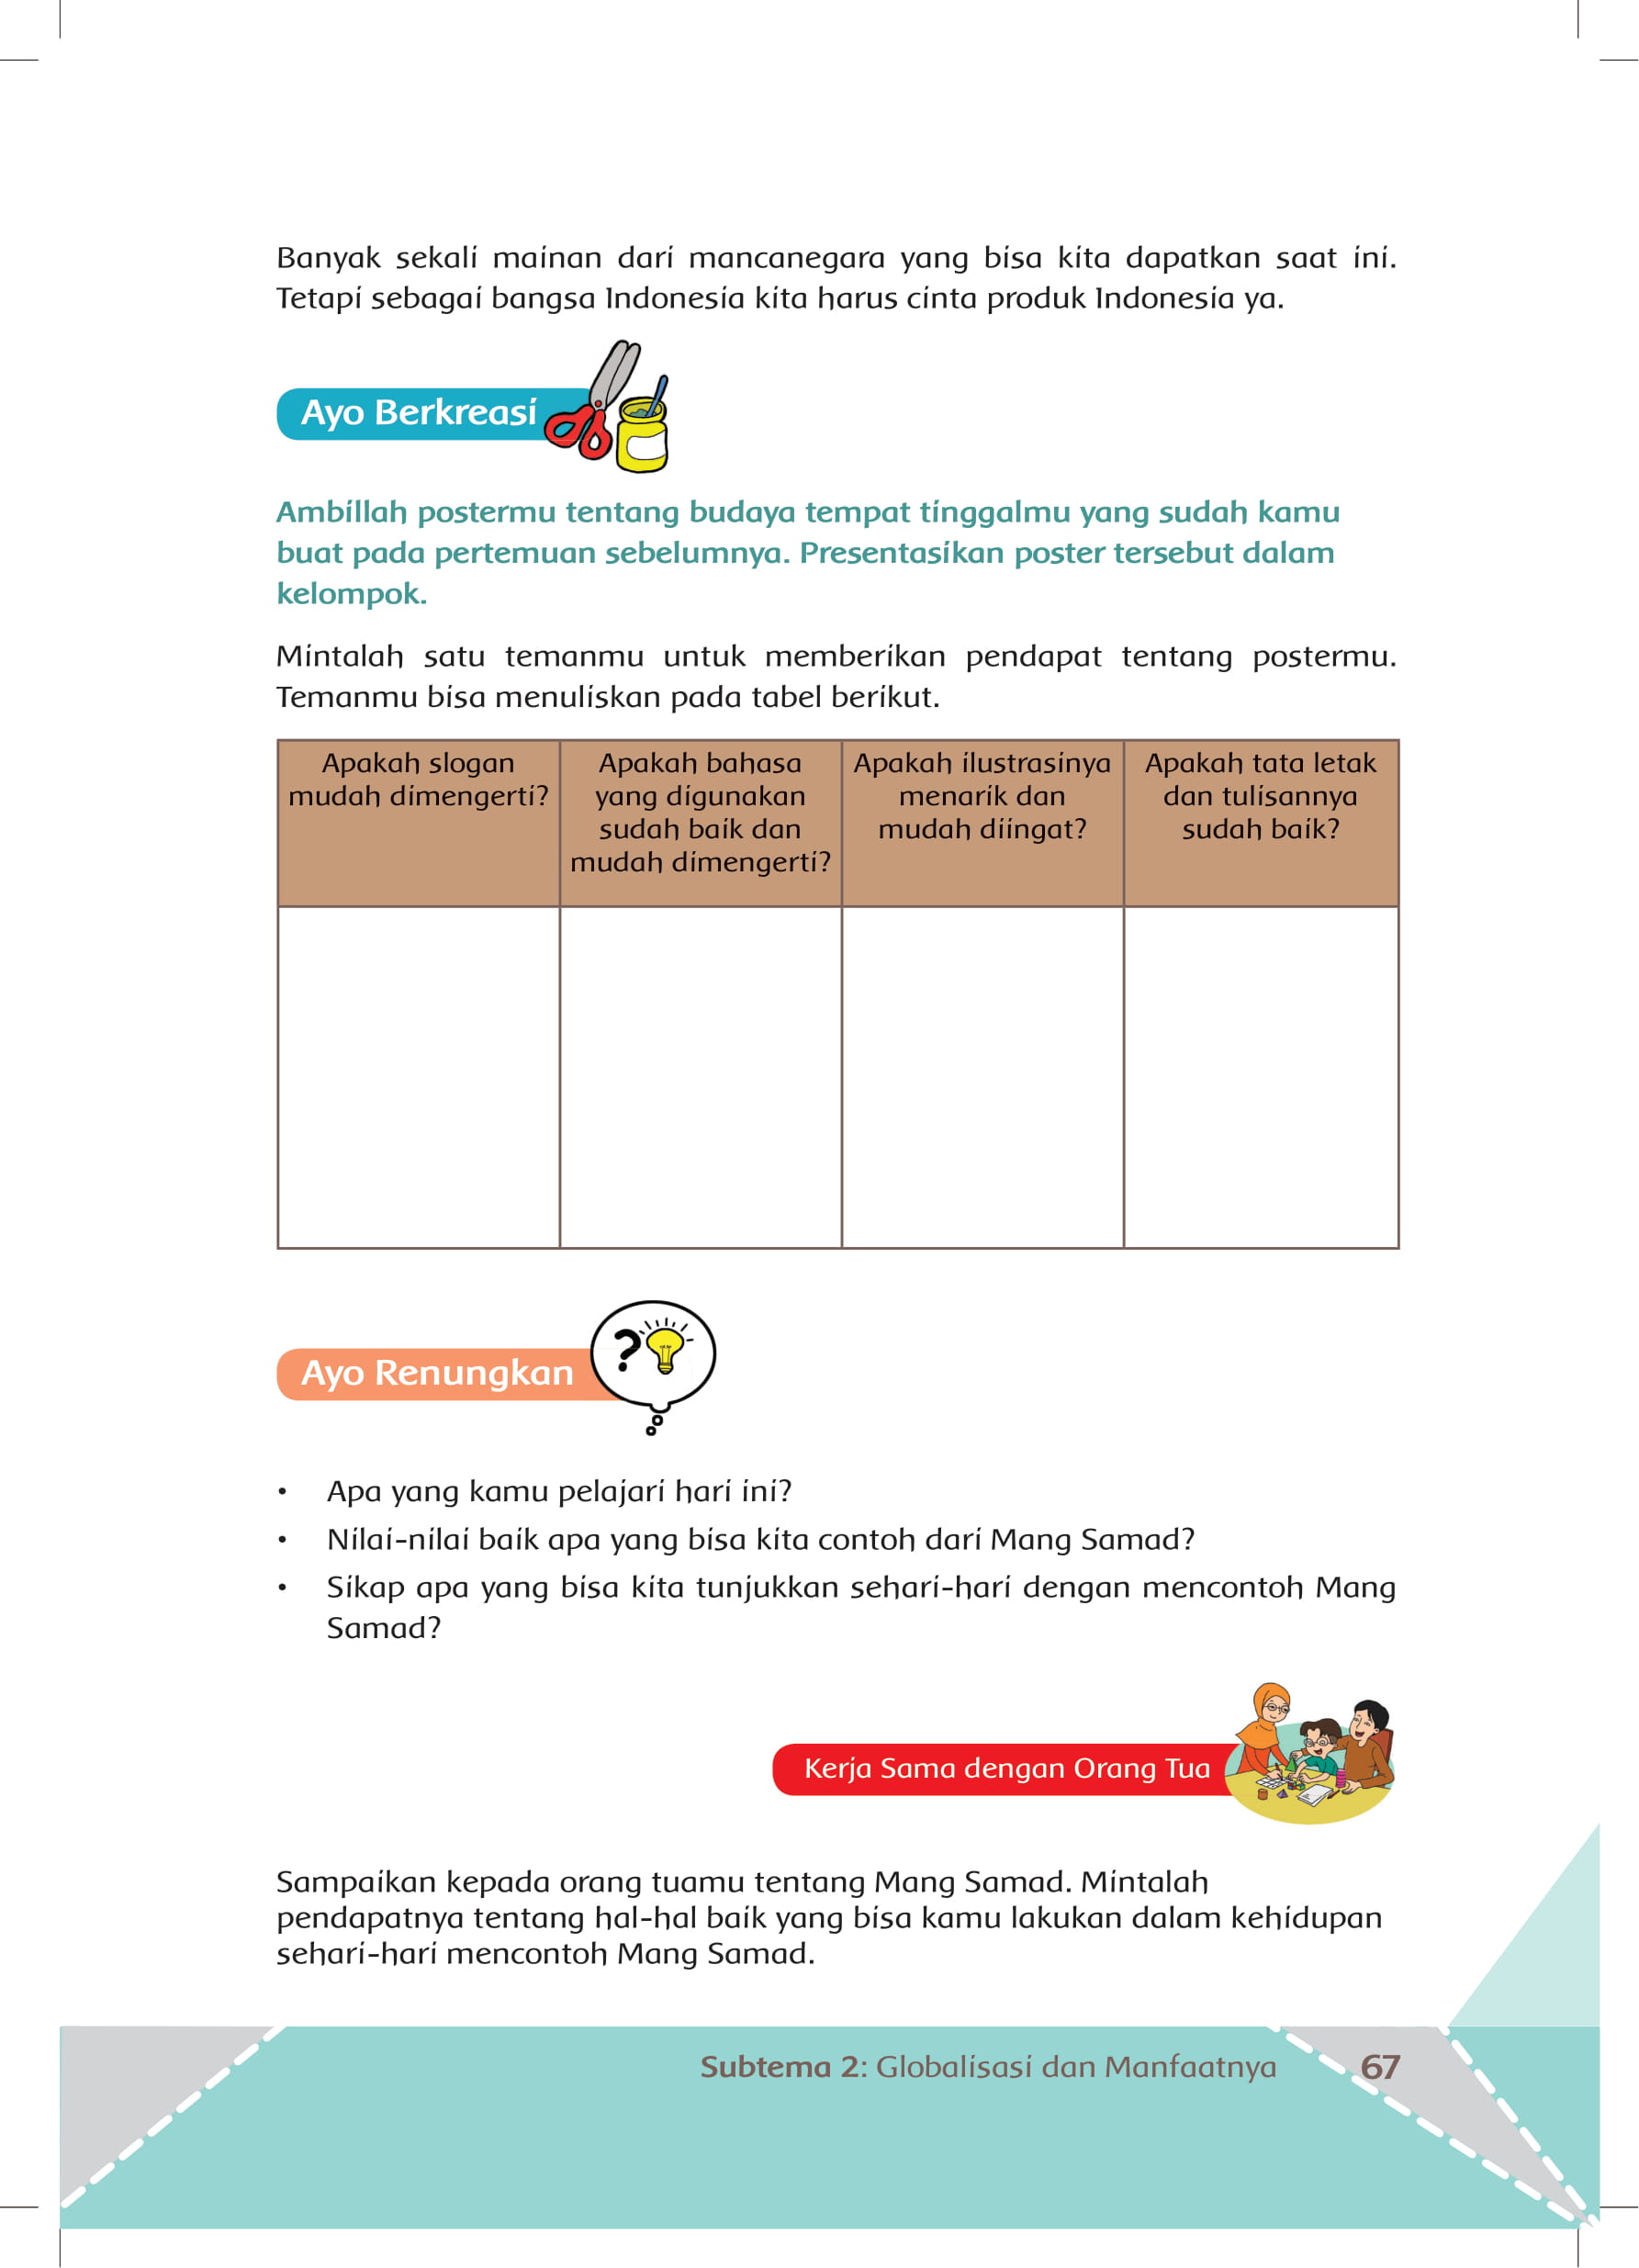 Banyak sekali mainan dari mancanegara yang bisa kita dapatkan saat ini.
Tetapi sebagai bangsa Indonesia kita harus cinta produk Indonesia ya.
Ayo Berkreasi
Ambillah postermu tentang budaya tempat tinggalmu yang sudah kamu
buat pada pertemuan sebelumnya. Presentasikan poster tersebut dalam
kelompok.
Mintalah satu temanmu untuk memberikan pendapat tentang postermu.
Temanmu bisa menuliskan pada tabel berikut.
Apakah slogan
mudah dimengerti?
Apakah bahasa
yang digunakan
sudah baik dan
mudah dimengerti?
Apakah ilustrasinya
menarik dan
mudah diingat?
Apakah tata letak
dan tulisannya
sudah baik?
Ayo Renungkan
• Apa yang kamu pelajari hari ini?
• Nilai-nilai baik apa yang bisa kita contoh dari Mang Samad?
• Sikap apa yang bisa kita tunjukkan sehari-hari dengan mencontoh Mang
Samad?
Kerja Sama dengan Orang Tua
Sampaikan kepada orang tuamu tentang Mang Samad. Mintalah
pendapatnya tentang hal-hal baik yang bisa kamu lakukan dalam kehidupan
sehari-hari mencontoh Mang Samad.
Subtema 2: Globalisasi dan Manfaatnya 67